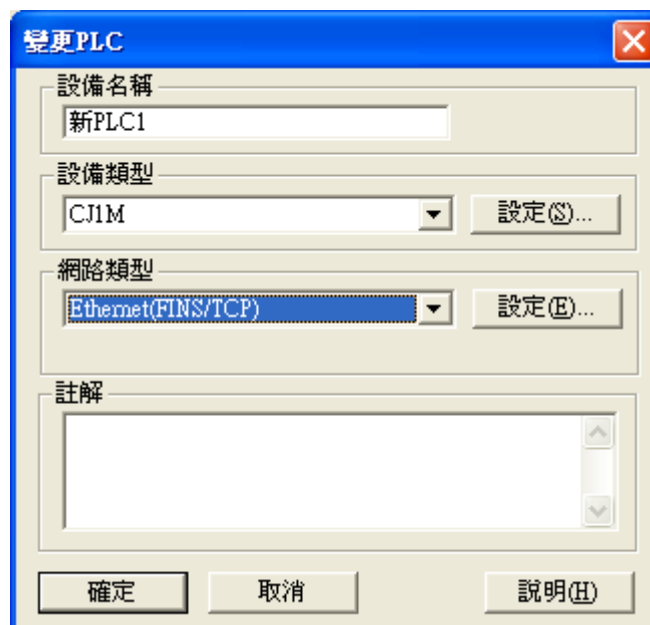 變更PLC
設備名稱
新PLC1
設備類型
CJ1M
設定(S)...
網路類型
Ethernet(FINS/TCP)
設定(E)...
註解
確定
取消
說明(H)